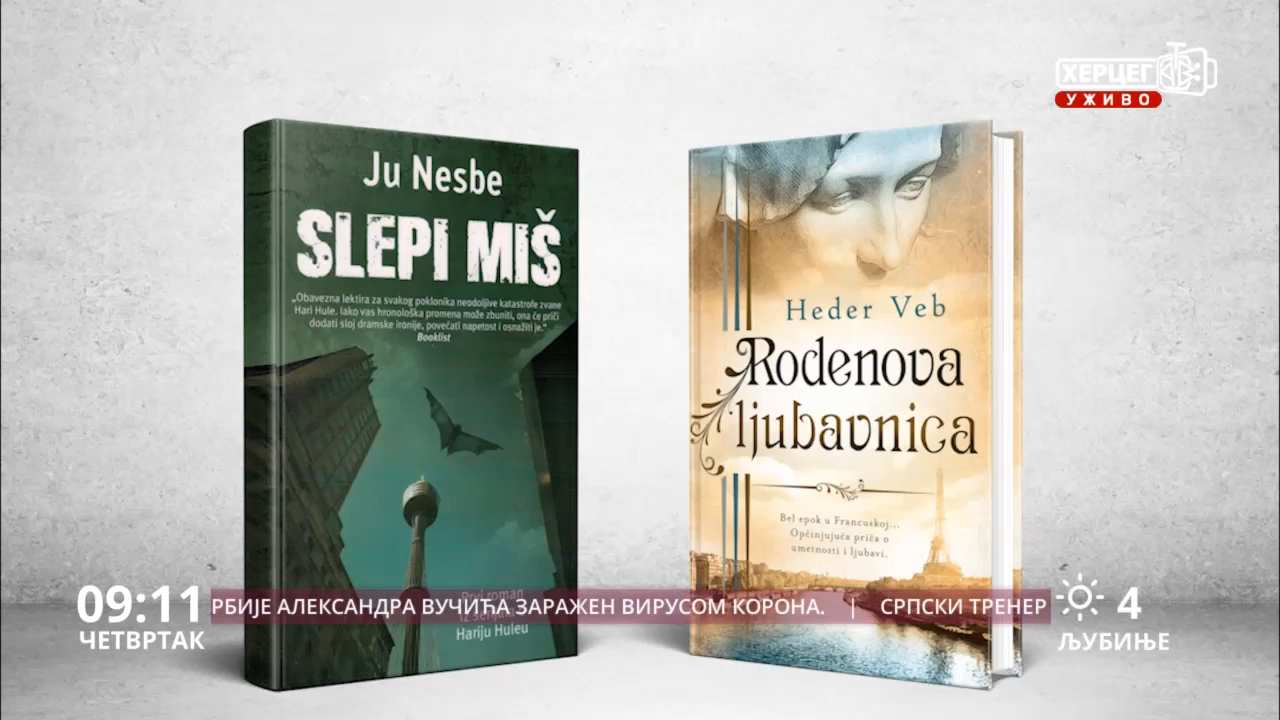 ХЕРЦЕГ
УЖИВО
Ju Nesbe
SLEPI MIŠ
„Obavezna lektira za svakog poklonika neodoljive katastrofe zvane
Hari Hule. Iako vas hronološka promena može zbuniti, ona će priči
dodati sloj dramske ironije, povećati napetost i osnažiti je.“
Booklist
Prvi roman
Hariju Huleu
Heder Veb
Rodenova
ljubavnica
Bel epok u Francuskoj...
Opčinjujuća priča o
umetnosti i ljubavi.
09:11
ЧЕТВРТАК
РБИЈЕ АЛЕКСАНДРА ВУЧИЋА ЗАРАЖЕН ВИРУСОМ КОРОНА. | СРПСКИ ТРЕНЕР
4
ЉУБИЊЕ